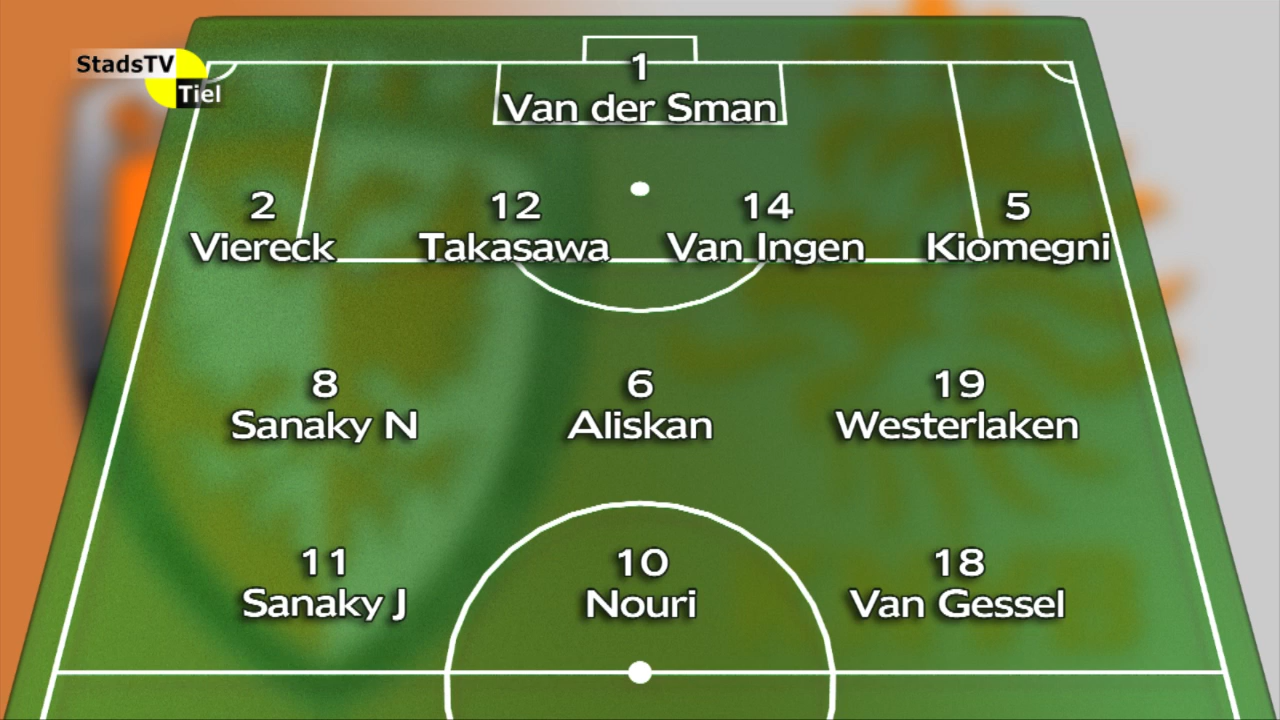 StadsTV
Tiel
1
Van der Sman
2 12 14 5
Viereck Takasawa Van Ingen Kiomegni
8 6 19
Sanaky N Aliskan Westerlaken
11 10 18
Sanaky J Nouri Van Gessel